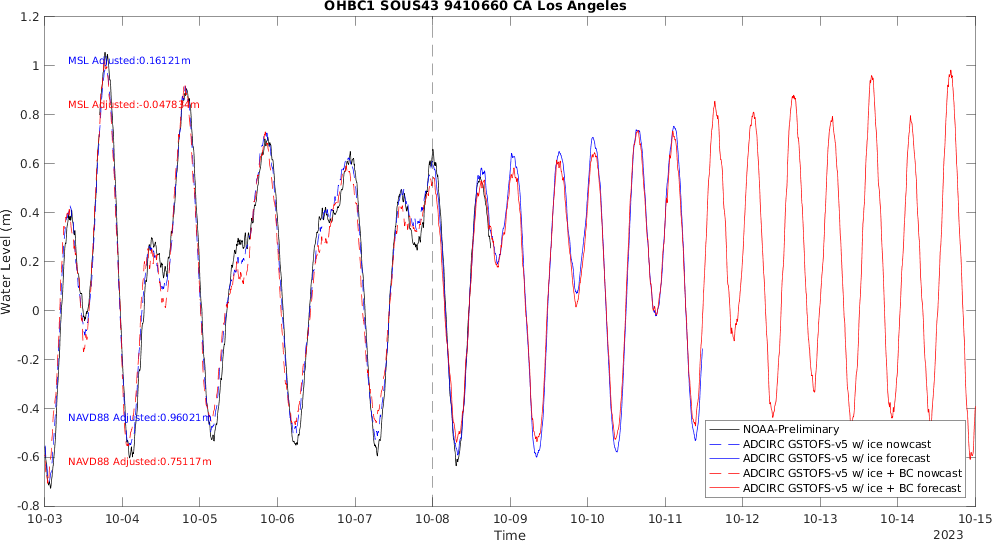 OHBC1 SOUS43 9410660 CA Los Angeles
1.2
1
0.8
0.6
0.4
0.2
0
-0.2
-0.4
-0.6
-0.8
Water Level (m)
MSL Adjusted:0.16121m
MSL Adjusted:-0.047834m
NAVD88 Adjusted:0.96021m
NAVD88 Adjusted:0.75117m
NOAA-Preliminary
ADCIRC GSTOFS-v5 w/ ice nowcast
ADCIRC GSTOFS-v5 w/ ice forecast
ADCIRC GSTOFS-v5 w/ ice + BC nowcast
ADCIRC GSTOFS-v5 w/ ice + BC forecast
10-03 10-04 10-05 10-06 10-07 10-08 10-09 10-10 10-11 10-12 10-13 10-14 10-15
Time
2023